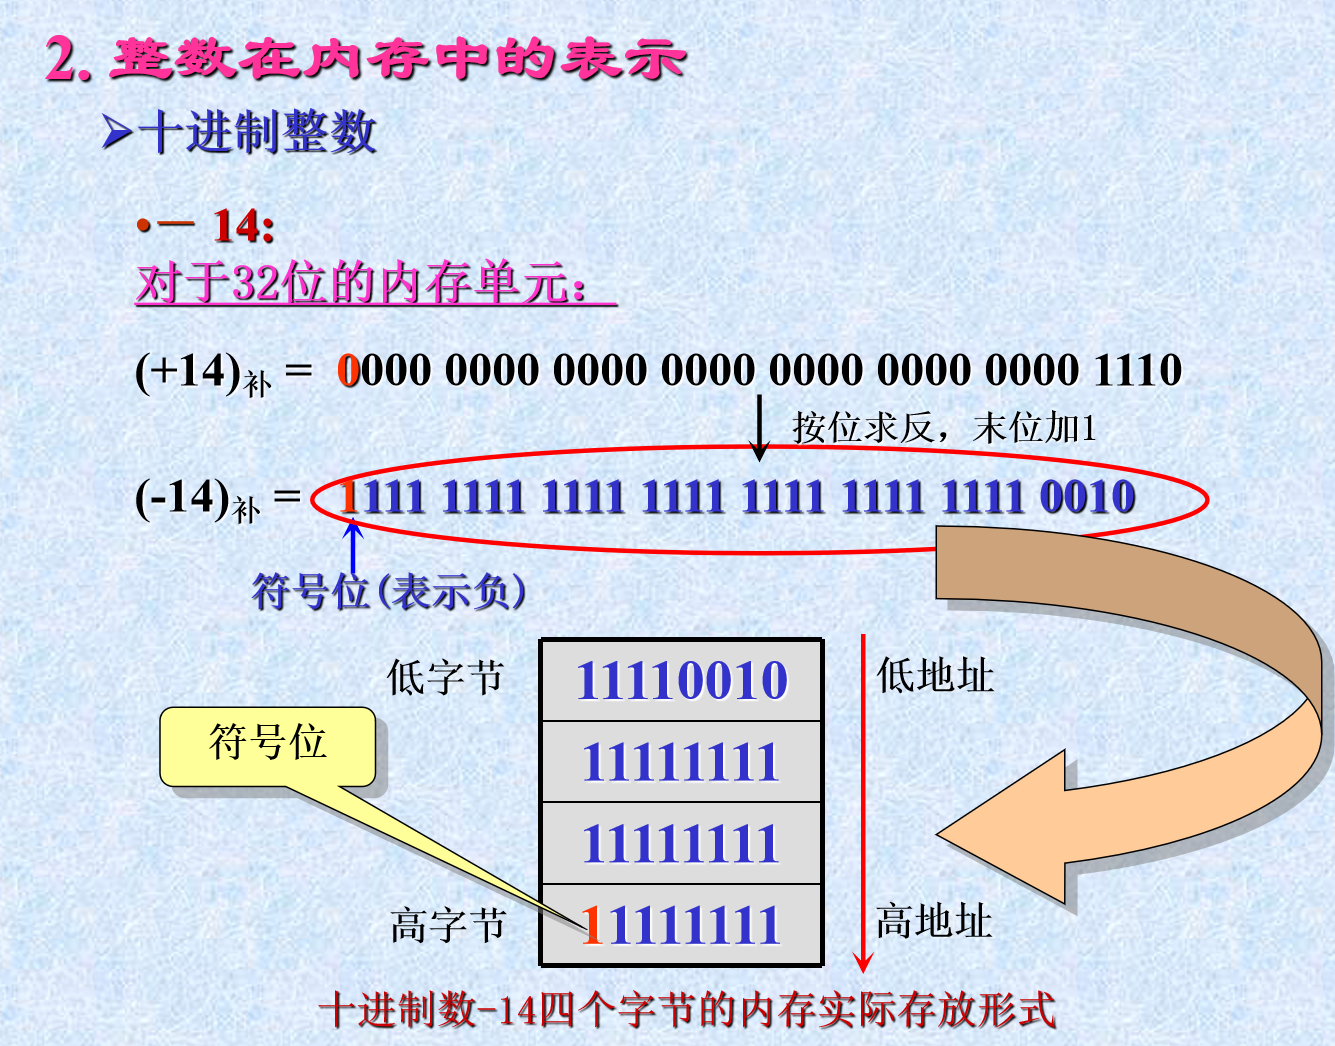 2. 整数在内存中的表示
➢十进制整数
•－ 14:
对于32位的内存单元：
(+14)补 = 0000 0000 0000 0000 0000 0000 0000 1110
按位求反，末位加1
(-14)补 = 1111 1111 1111 1111 1111 1111 1111 0010
符号位(表示负)
低字节 11110010 低地址
符号位 11111111
11111111
高字节 11111111 高地址
十进制数-14四个字节的内存实际存放形式